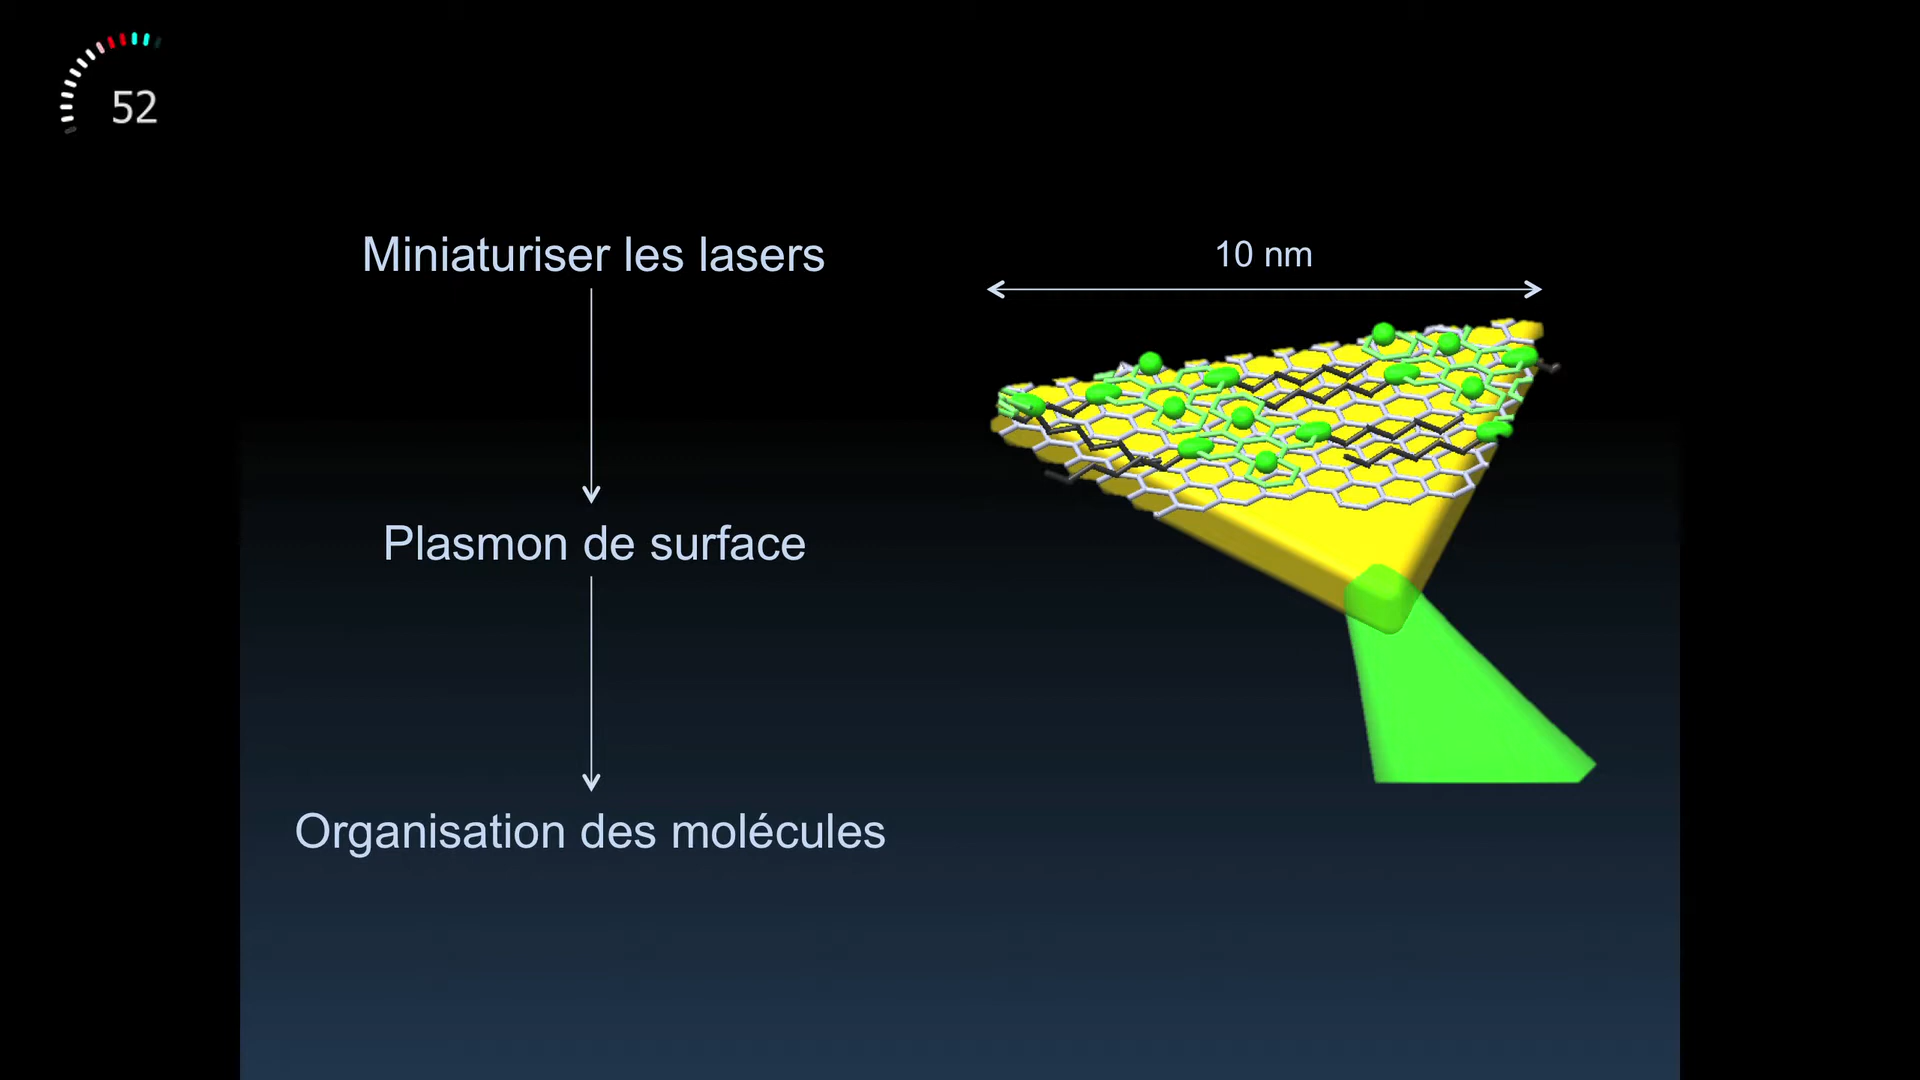 52
Miniaturiser les lasers
10 nm
Plasmon de surface
Organisation des molécules